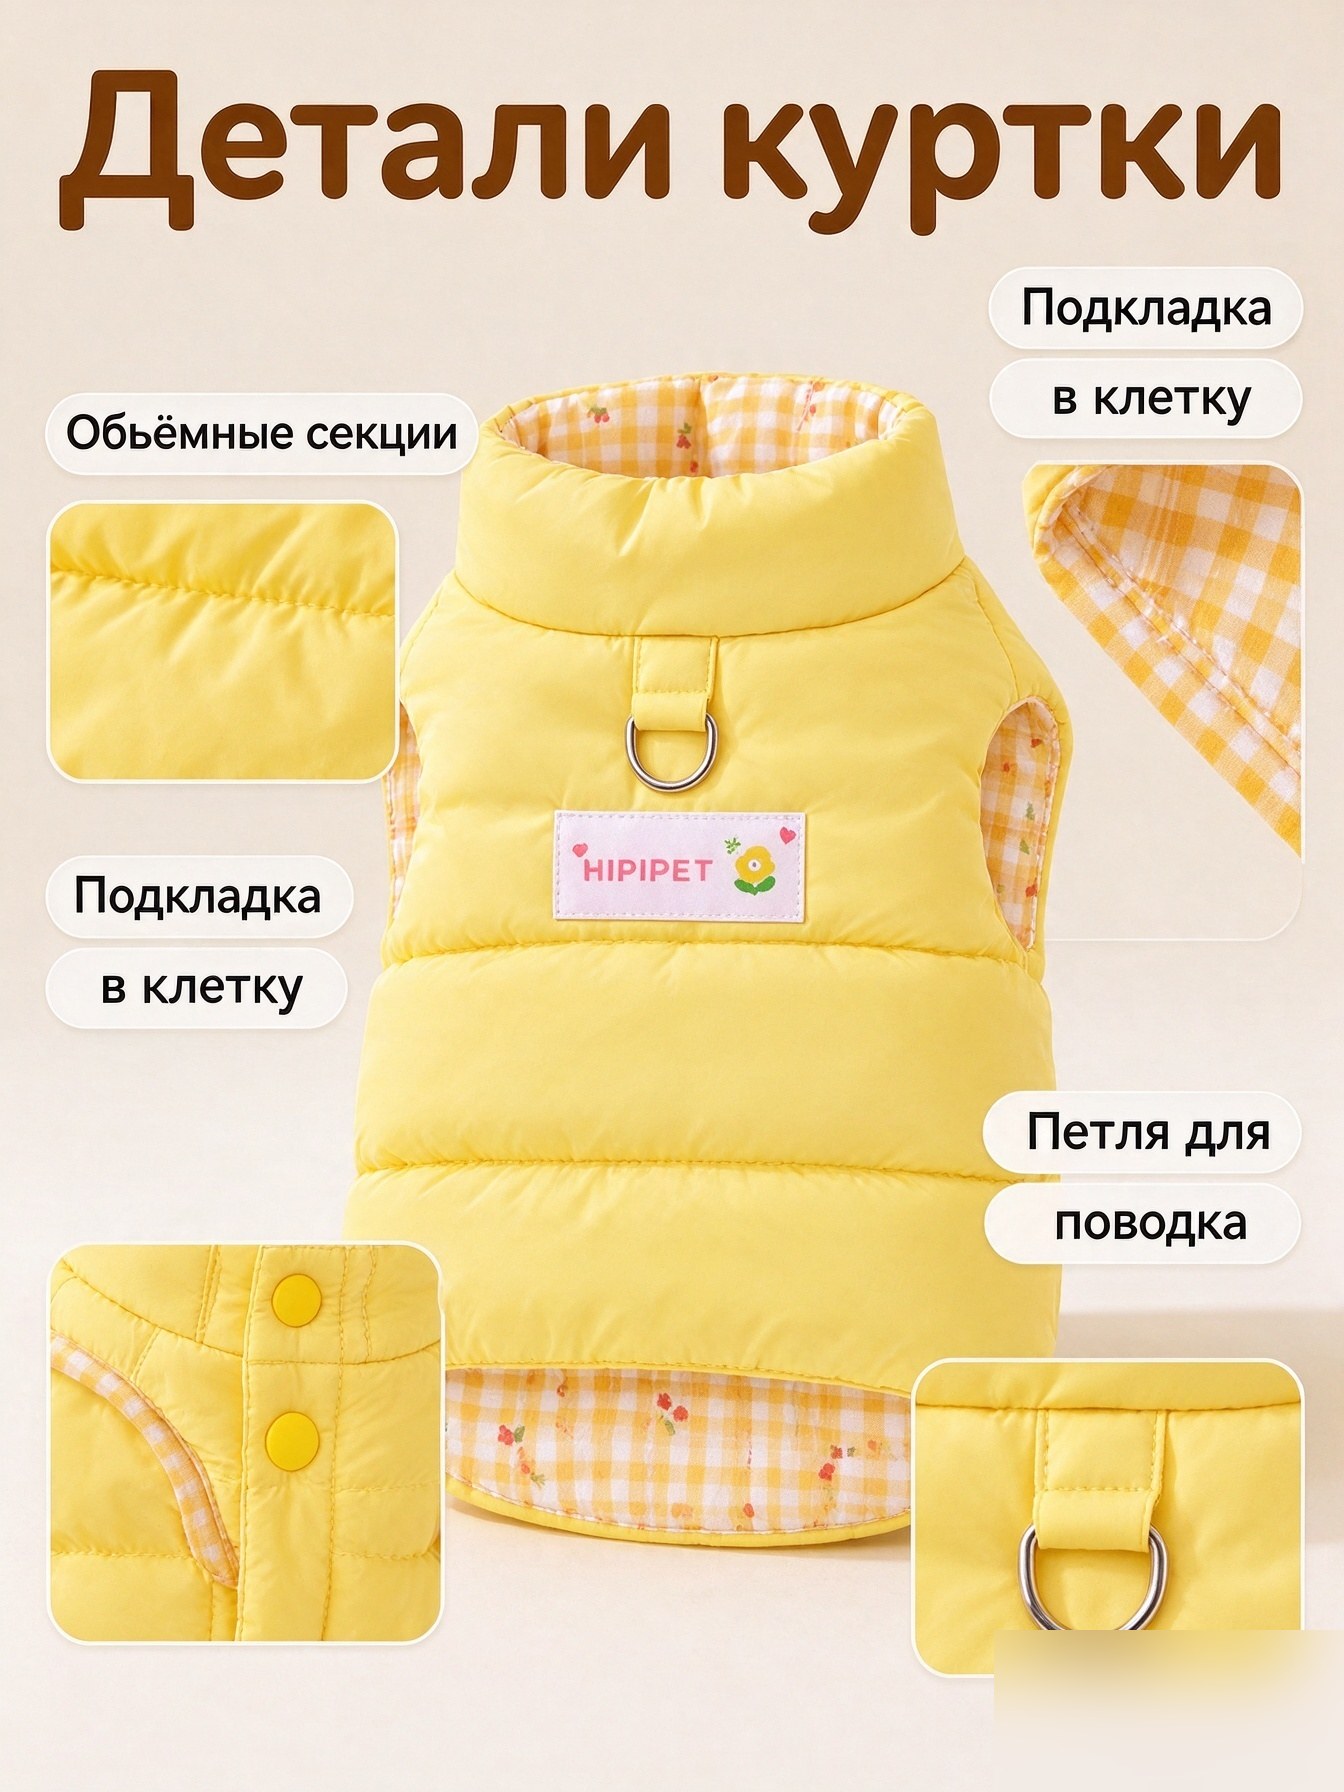 Детали куртки
Подкладка
в клетку
Обьёмные секции
HIPIPET
Подкладка
в клетку
Петля для
поводка